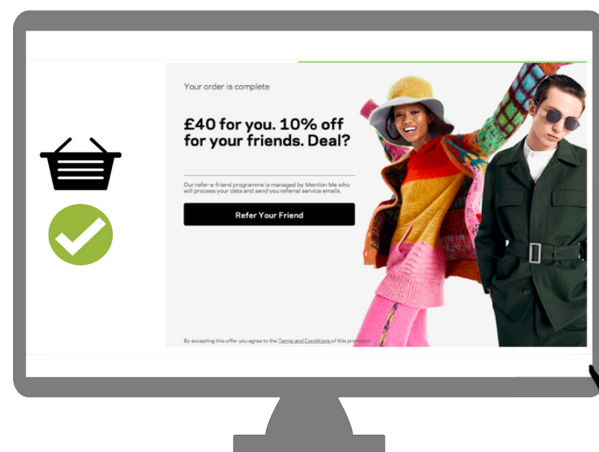 Your order is complete
£40 for you. 10% off
for your friends. Deal?
Our refer-a-friend programme is managed by Mention Me who
will process your data and send you referral service emails.
Refer Your Friend
By accepting this offer you agree to the Terms and Conditions of this promotion